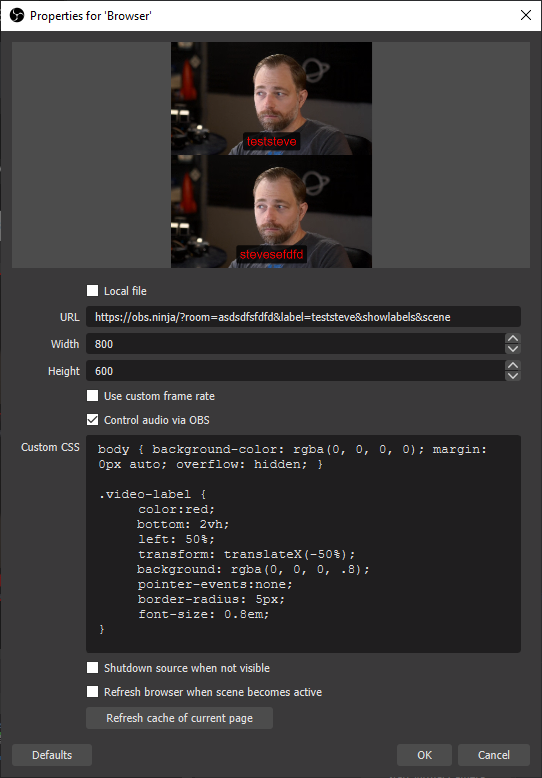 Properties for 'Browser'
teststeve
stevesefdfd
Local file
URL https://obs.ninja/?room=asdsdfsfdfd&label=teststeve&showlabels&scene
Width 800
Height 600
Use custom frame rate
Control audio via OBS
Custom CSS
body { background-color: rgba(0, 0, 0, 0); margin:
0px auto; overflow: hidden; }
.video-label {
color:red;
bottom: 2vh;
left: 50%;
transform: translateX(-50%);
background: rgba(0, 0, 0, .8);
pointer-events:none;
border-radius: 5px;
font-size: 0.8em;
}
Shutdown source when not visible
Refresh browser when scene becomes active
Refresh cache of current page
Defaults OK Cancel